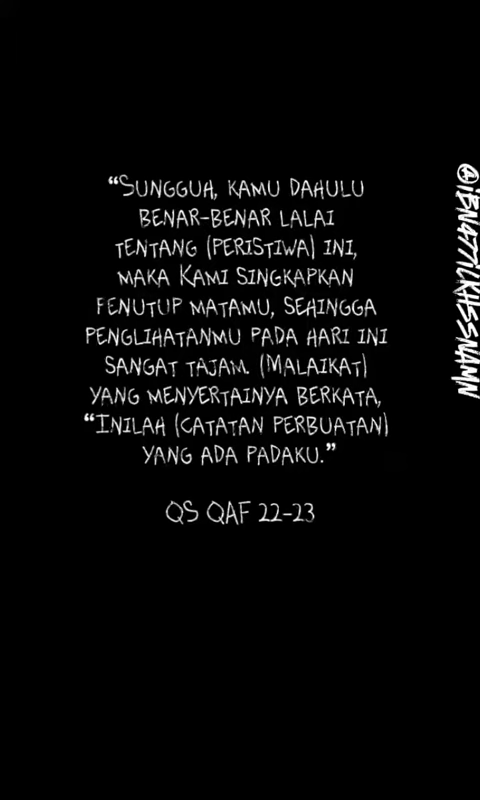 “SUNGGUH, KAMU DAHULU
BENAR-BENAR LALAI
TENTANG (PERISTIWA) INI,
MAKA KAMI SINGKAPKAN
FENUTUP MATAMU, SEHINGGA
PENGLIHATANMU PADA HARI INI
SANGAT TAJAM. (MALAIKAT)
YANG MENYERTAINYA BERKATA,
“INILAH (CATATAN PERBUATAN)
YANG ADA PADAKU.”
QS QAF 22-23